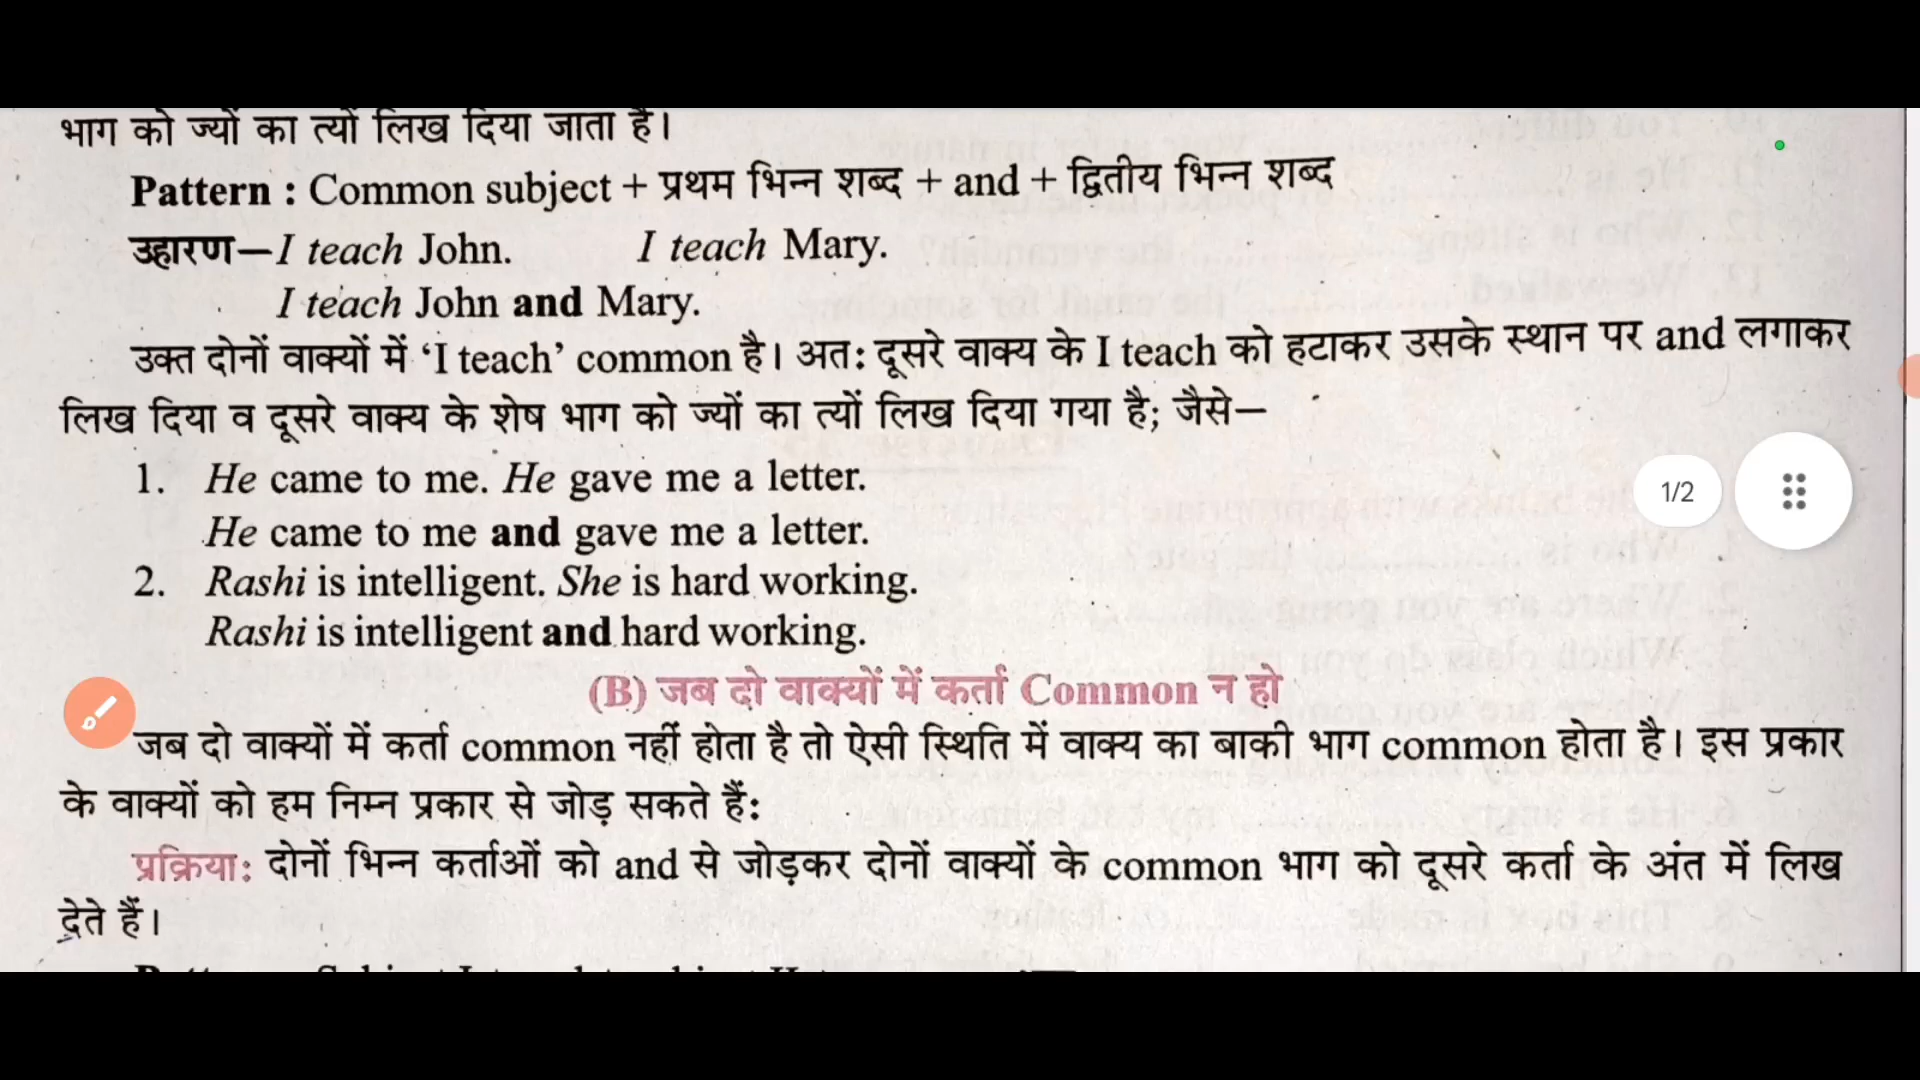 भाग को ज्यों का त्यों लिख दिया जाता है।
Pattern : Common subject + प्रथम भिन्न शब्द + and + द्वितीय भिन्न शब्द
उहारण—I teach John. I teach Mary.
I teach John and Mary.
उक्त दोनों वाक्यों में ‘I teach’ common है। अत: दूसरे वाक्य के I teach को हटाकर उसके स्थान पर and लगाकर
लिख दिया व दूसरे वाक्य के शेष भाग को ज्यों का त्यों लिख दिया गया है; जैसे—
1. He came to me. He gave me a letter.
He came to me and gave me a letter.
1/2
2. Rashi is intelligent. She is hard working.
Rashi is intelligent and hard working.
(B) जब दो वाक्यों में कर्ता Common न हो
जब दो वाक्यों में कर्ता common नहीं होता है तो ऐसी स्थिति में वाक्य का बाकी भाग common होता है। इस प्रकार
के वाक्यों को हम निम्न प्रकार से जोड़ सकते हैं:
प्रक्रिया: दोनों भिन्न कर्ताओं को and से जोड़कर दोनों वाक्यों के common भाग को दूसरे कर्ता के अंत में लिख
देते हैं।